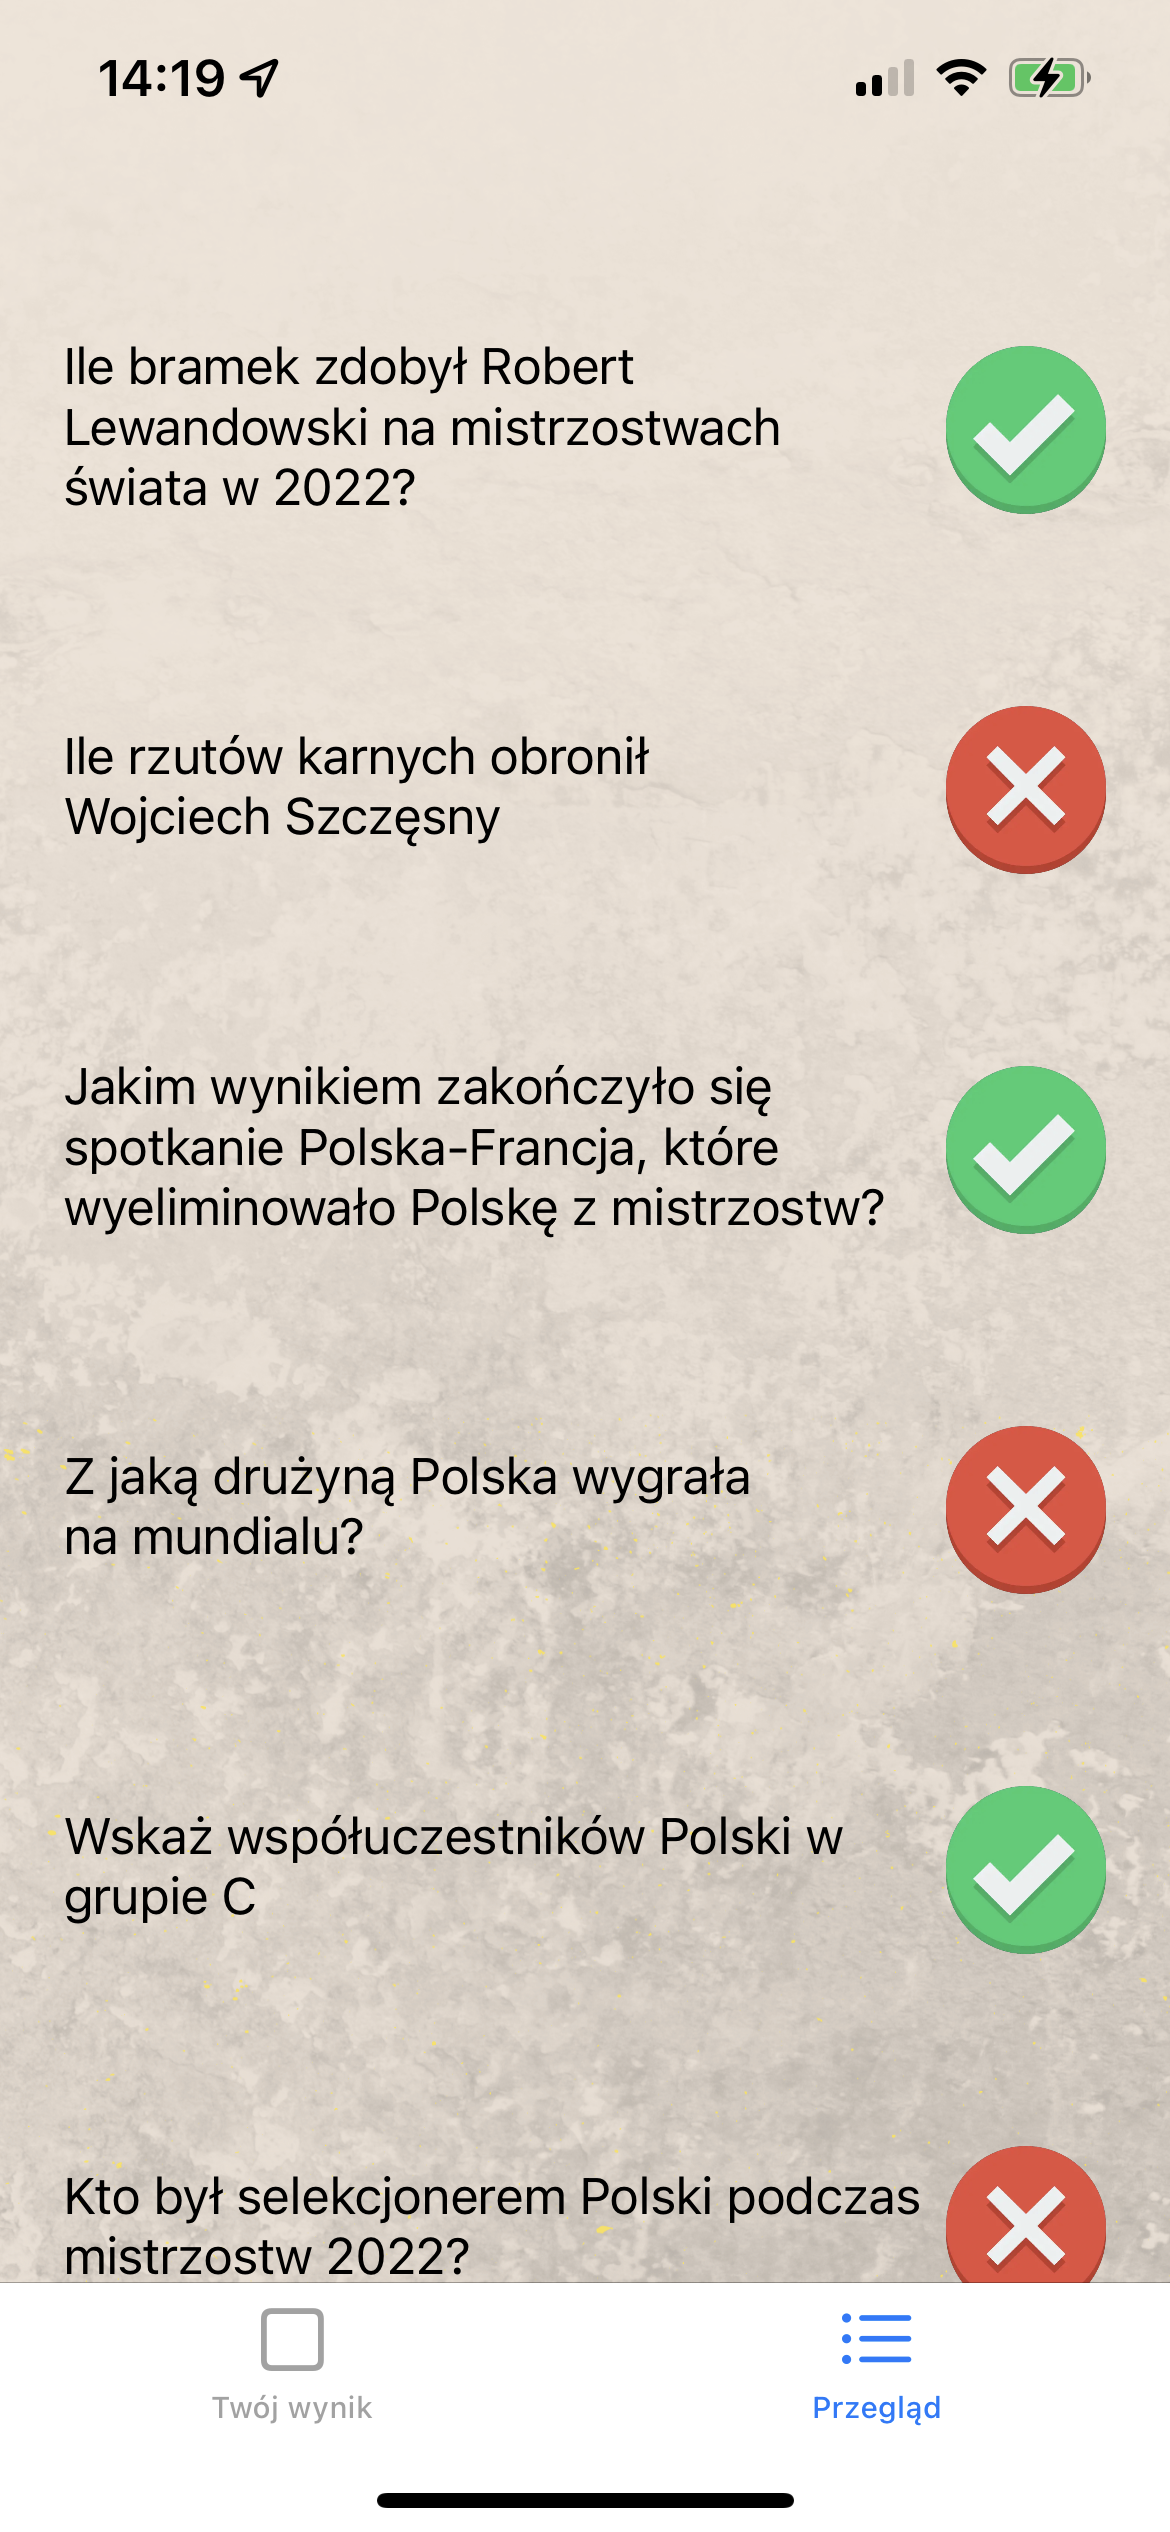 14:19
Ile bramek zdobył Robert
Lewandowski na mistrzostwach
świata w 2022?
Ile rzutów karnych obronił
Wojciech Szczęsny
Jakim wynikiem zakończyło się
spotkanie Polska-Francja, które
wyeliminowało Polskę z mistrzostw?
Z jaką drużyną Polska wygrała
na mundialu?
Wskaż współuczestników Polski w
grupie C
Kto był selekcjonerem Polski podczas
mistrzostw 2022?
Twój wynik
Przegląd